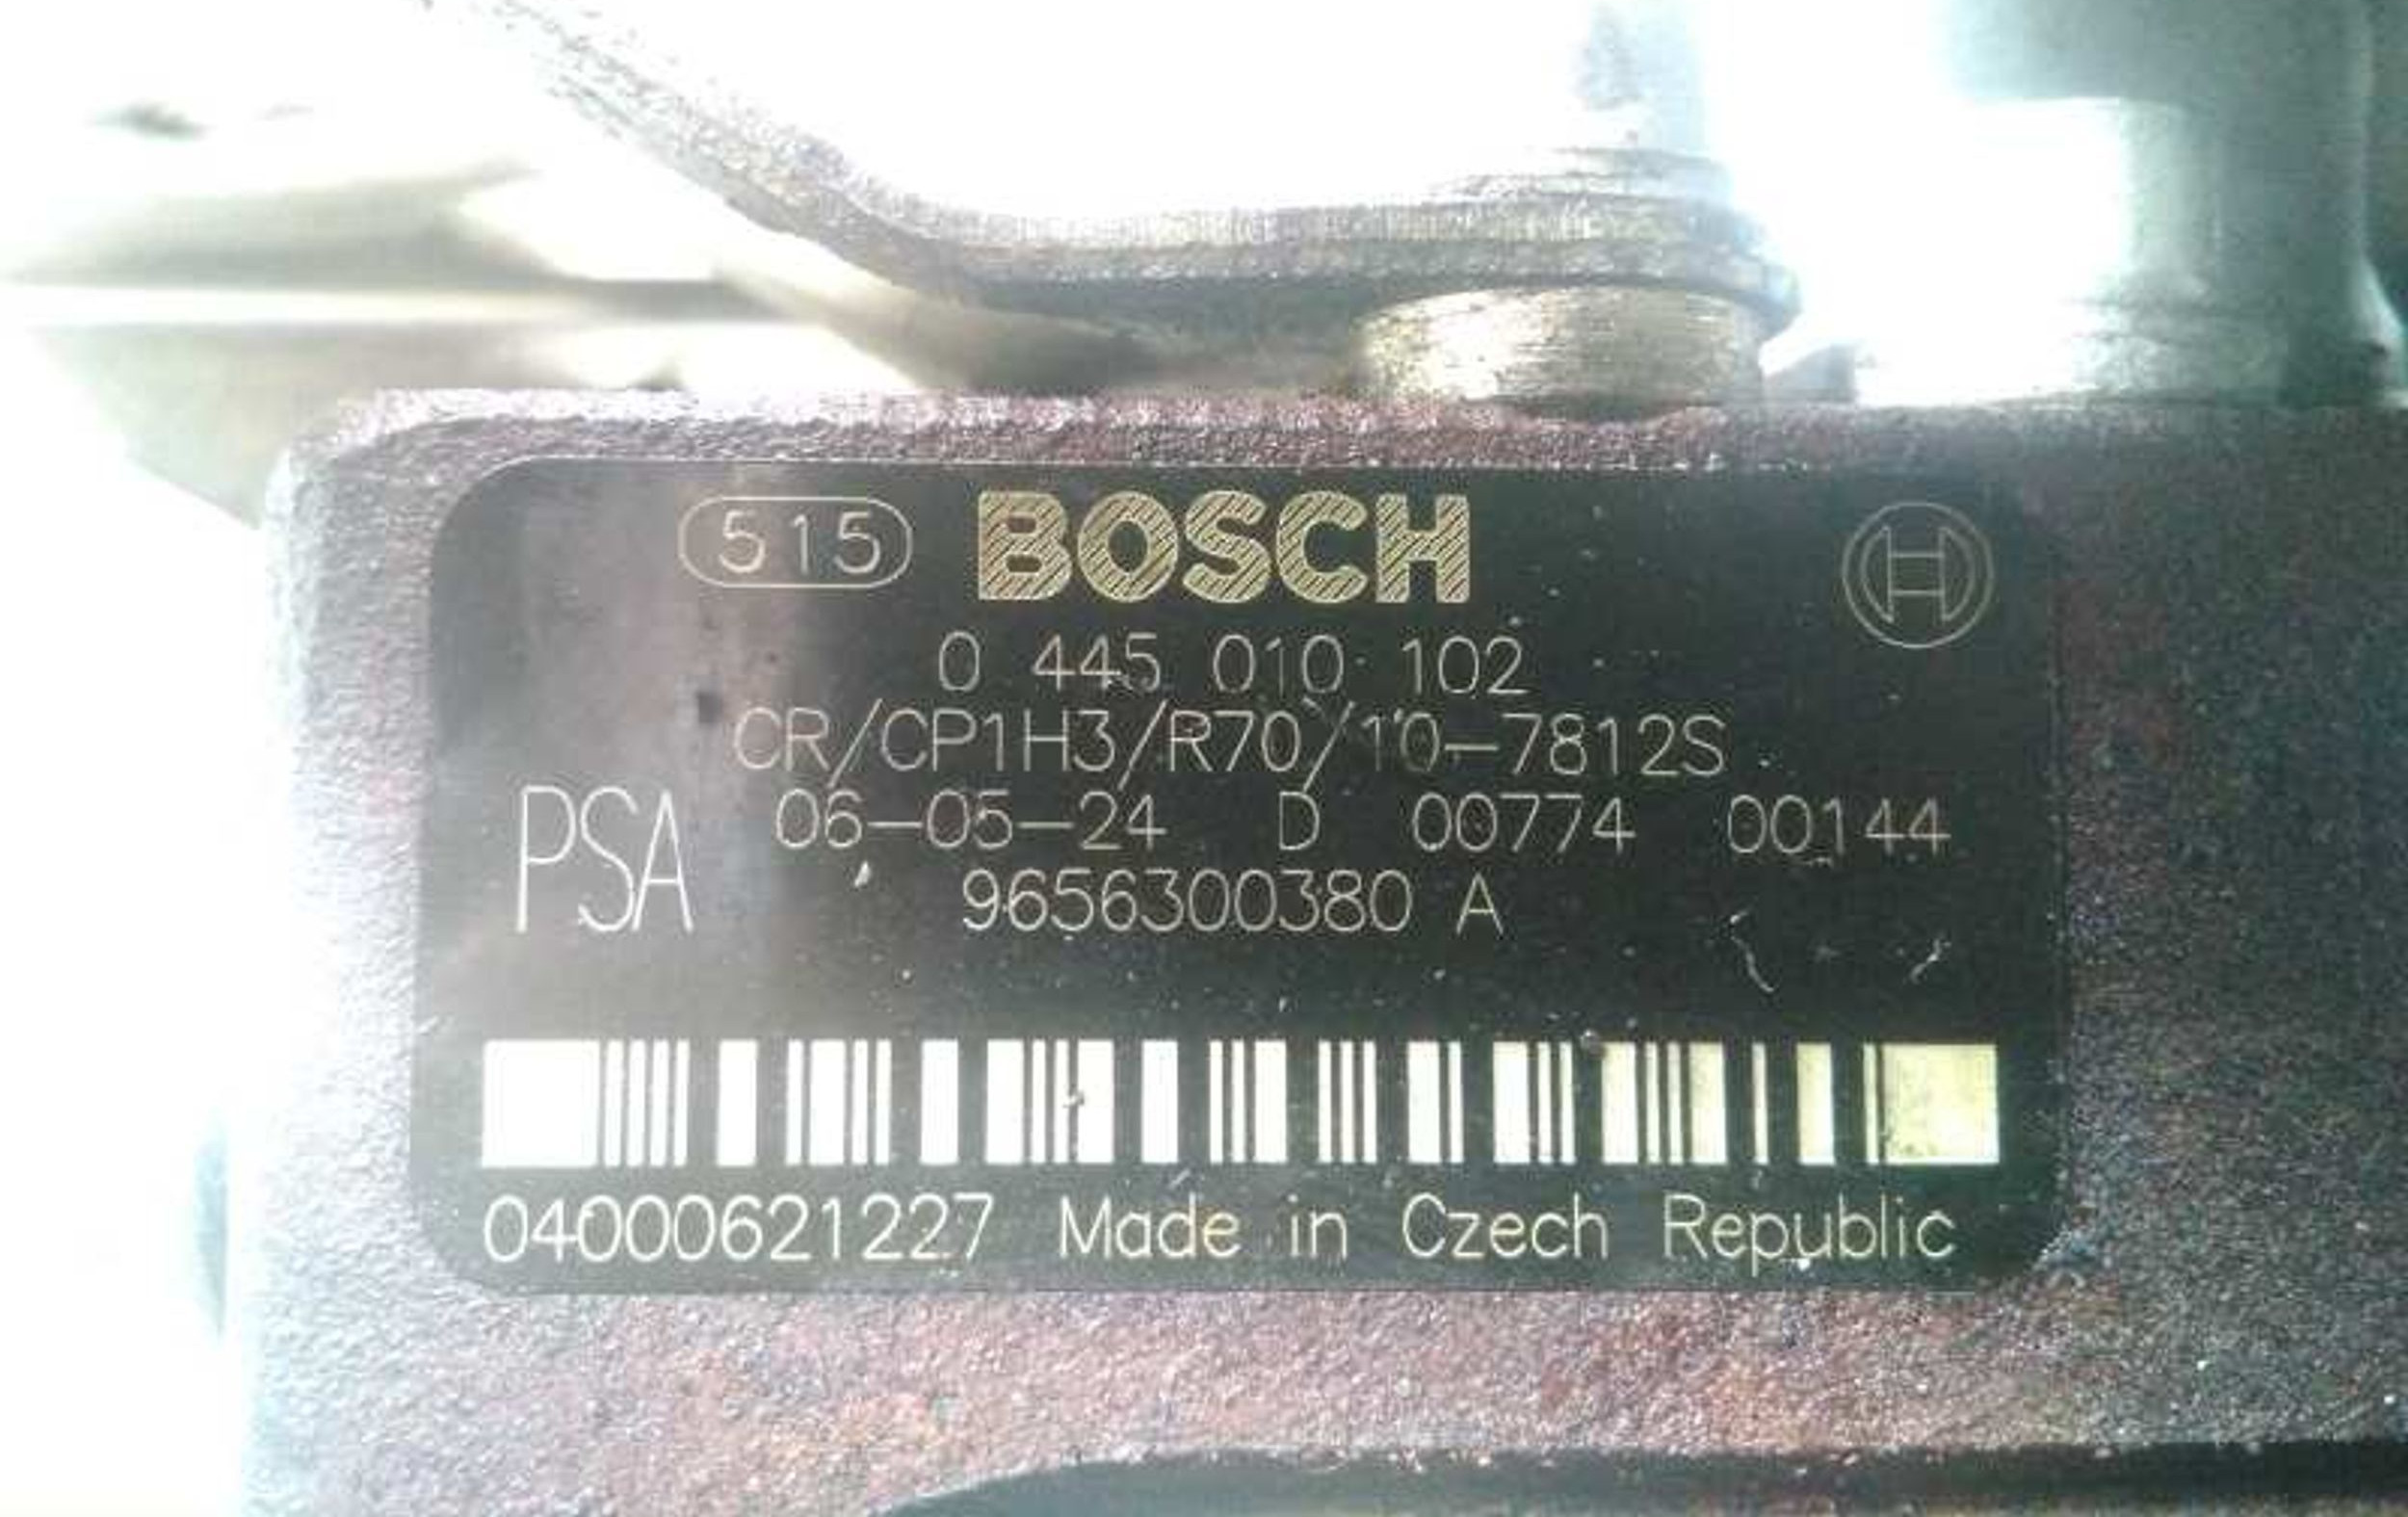 515 BOSCH
0 445 010 102
CR/CP1H3/R70/10-7812S
PSA 06-05-24 D 00774 00144
9656300380 A
04000621227 Made in Czech Republic